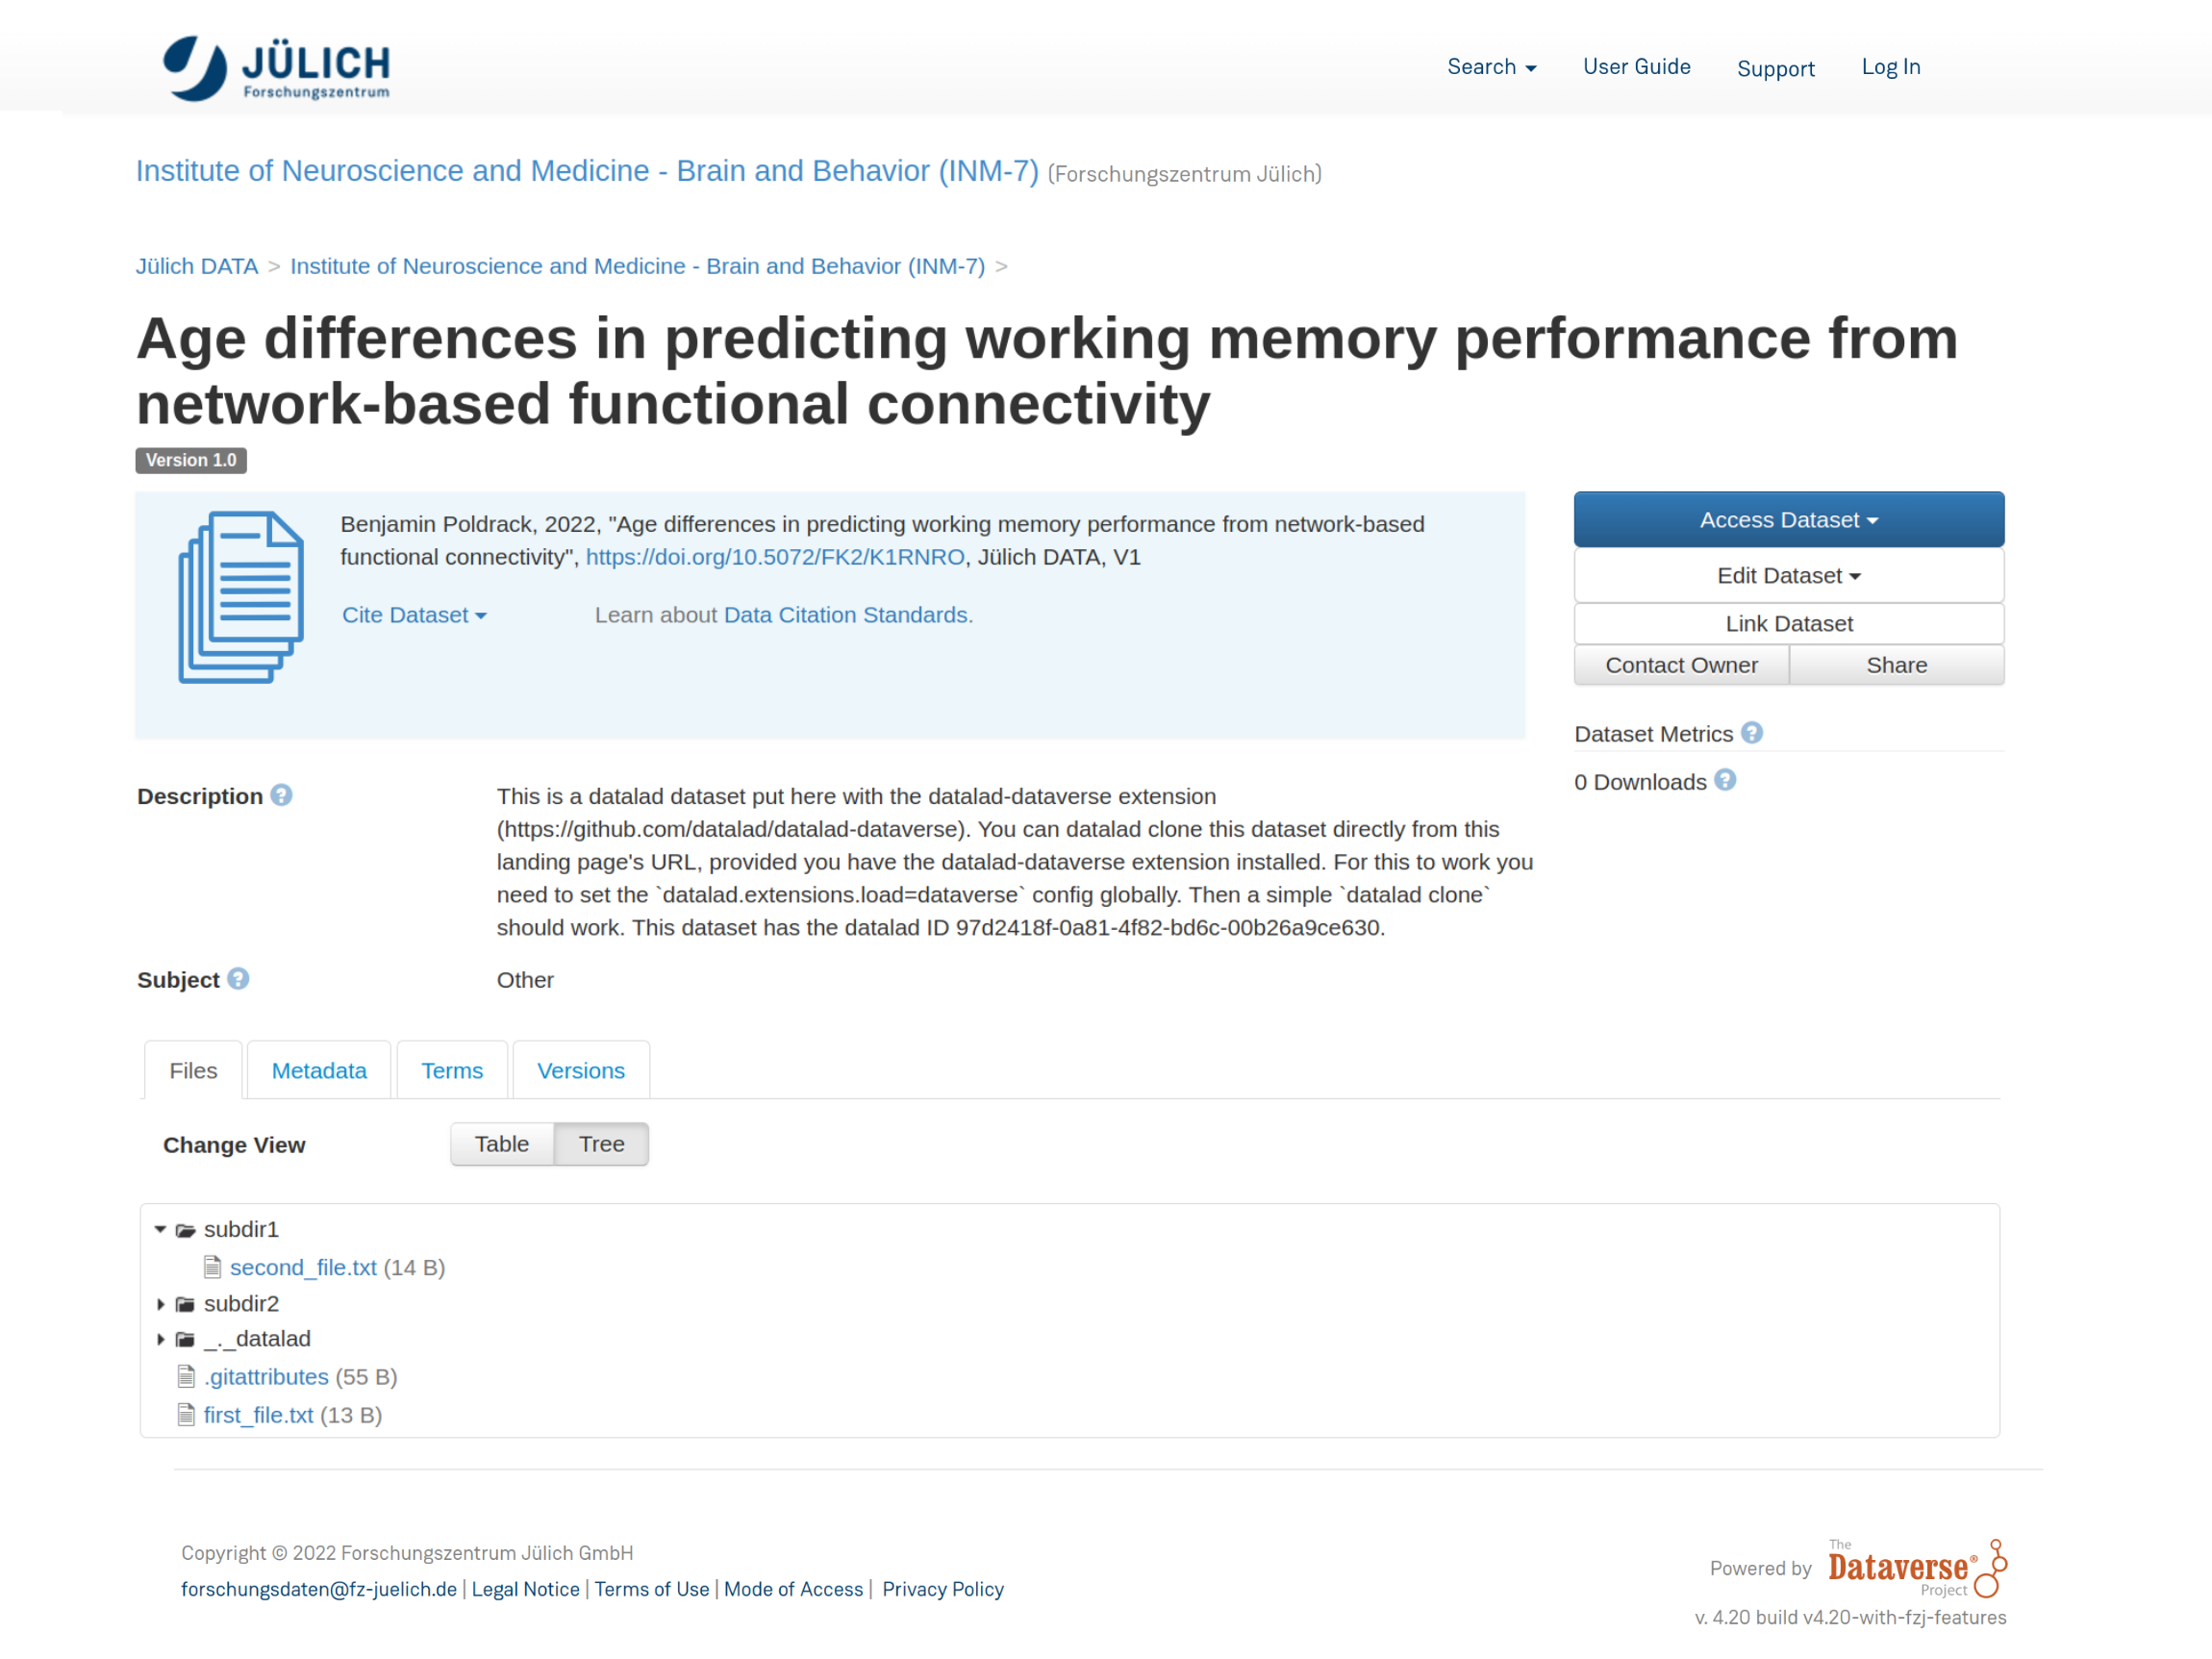 JÜLICH
Forschungszentrum
Search
User Guide
Support
Log In
Institute of Neuroscience and Medicine - Brain and Behavior (INM-7) (Forschungszentrum Jülich)
Jülich DATA > Institute of Neuroscience and Medicine - Brain and Behavior (INM-7) >
Age differences in predicting working memory performance from
network-based functional connectivity
Version 1.0
Benjamin Poldrack, 2022, "Age differences in predicting working memory performance from network-based
functional connectivity", https://doi.org/10.5072/FK2/K1RNRO, Jülich DATA, V1
Cite Dataset
Learn about Data Citation Standards.
Access Dataset
Edit Dataset
Link Dataset
Contact Owner
Share
Dataset Metrics ?
0 Downloads ?
Description ?
This is a datalad dataset put here with the datalad-dataverse extension
(https://github.com/datalad/datalad-dataverse). You can datalad clone this dataset directly from this
landing page's URL, provided you have the datalad-dataverse extension installed. For this to work you
need to set the `datalad.extensions.load=dataverse` config globally. Then a simple `datalad clone`
should work. This dataset has the datalad ID 97d2418f-0a81-4f82-bd6c-00b26a9ce630.
Subject ?
Other
Files
Metadata
Terms
Versions
Change View
Table
Tree
subdir1
second_file.txt (14 B)
subdir2
_._datalad
.gitattributes (55 B)
first_file.txt (13 B)
Copyright © 2022 Forschungszentrum Jülich GmbH
forschungsdaten@fz-juelich.de | Legal Notice | Terms of Use | Mode of Access | Privacy Policy
Powered by
The
Dataverse®
Project
v. 4.20 build v4.20-with-fzj-features